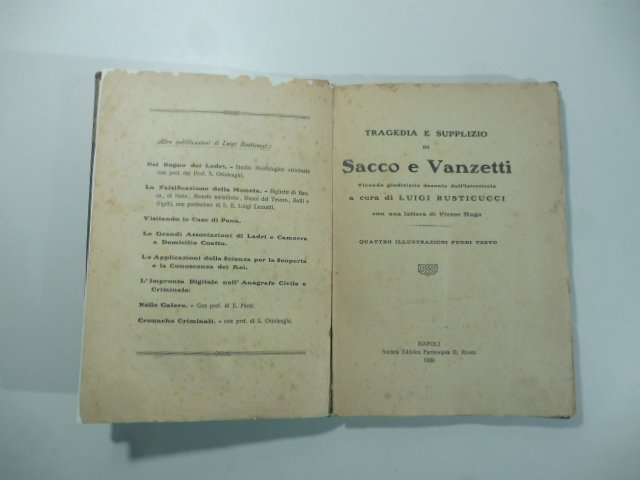 Altre pubblicazioni di Luigi Rusticucci:
Nel Regno dei Ladri. - Studio Morfologico criminale
con pref. del Prof. S. Ottolenghi.
La Falsificazione della Moneta. - Biglietti di Ban-
co, di Stato, Monete metalliche, Buoni del Tesoro, Bolli e
Sigilli, con prefazione di S. E. Luigi
Visitando le Case di Pena.
Le Grandi Associazioni di Ladri e Camorra
a Domicilio Coatto.
Le Applicazioni della Scienza per la Scoperta
e la Conoscenza dei Rei.
L'Impronta Digitale nell'Anagrafe Civile e
Criminale.
Nelle Galere. - Con pref. di E. Ferri.
Cronache Criminali. - con pref. di S. Ottolenghi.
TRAGEDIA E SUPPLIZIO
DI
Sacco e Vanzetti
Vicende giudiziarie desunte dall'istruttoria
a cura di LUIGI RUSTICUCCI
con una lettera di Victor Hugo
QUATTRO ILLUSTRAZIONI FUORI TESTO
NAPOLI
Società Editrice Partenopea G. Rocco
1928